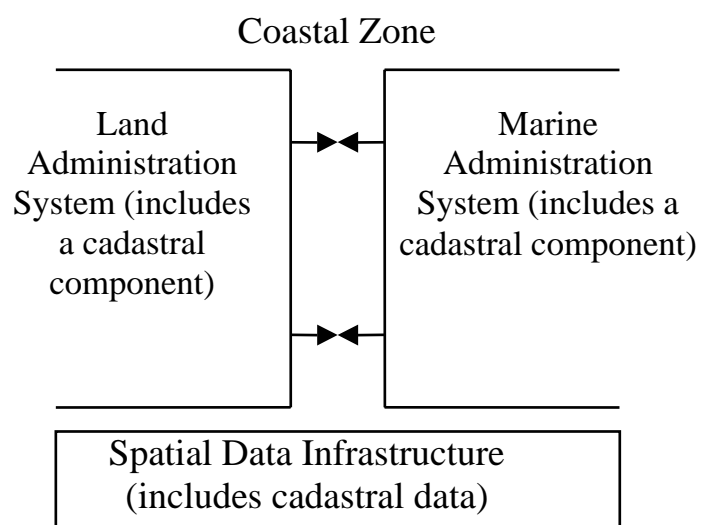 Coastal Zone
Land
Administration
System (includes
a cadastral
component)
Marine
Administration
System (includes a
cadastral component)
Spatial Data Infrastructure
(includes cadastral data)